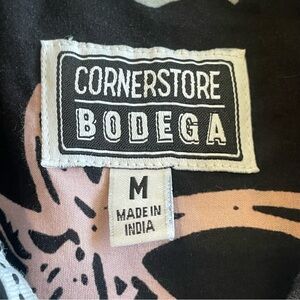 CORNERSTORE
BODEGA
M
MADE IN
INDIA